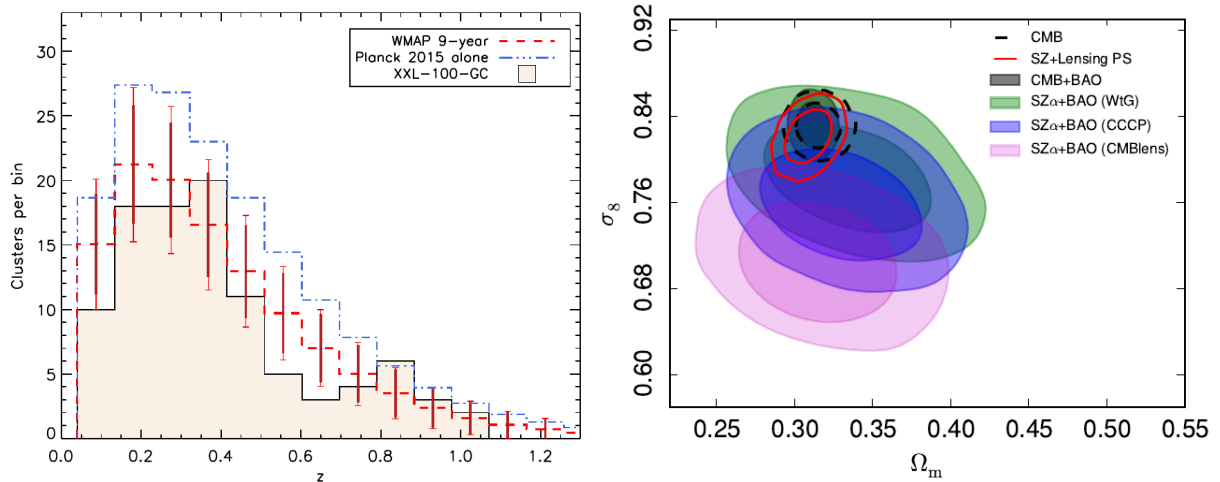 WMAP 9-year
Planck 2015 alone
XXL-100-GC
Clusters per bin
30
25
20
15
10
5
0
0.0 0.2 0.4 0.6 0.8 1.0 1.2
z
CMB
SZ+Lensing PS
CMB+BAO
SZα+BAO (WtG)
SZα+BAO (CCCP)
SZα+BAO (CMBlens)
σ₈
0.92
0.84
0.76
0.68
0.60
0.25 0.30 0.35 0.40 0.45 0.50 0.55
Ωₘ